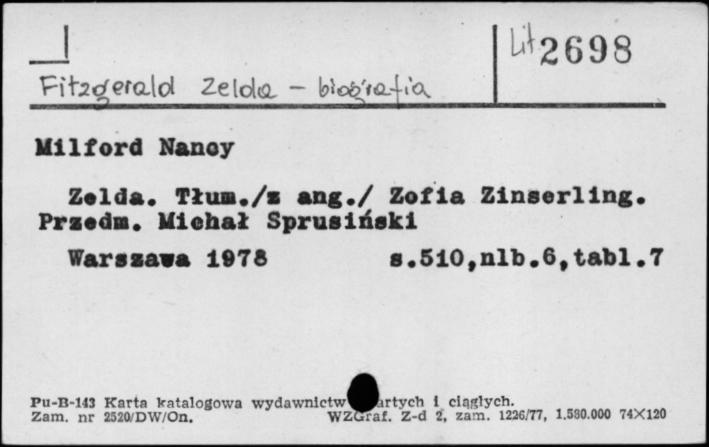 Lit 2698
Fitzgerald Zelda – biografia
Milford Nancy
Zelda. Tłum./z ang./ Zofia Zinserling.
Przedm. Michał Sprusiński
Warszawa 1978 s.510,nlb.6,tabl.7
Pu-B-143 Karta katalogowa wydawnictw artych i ciągłych.
Zam. nr 2520/DW/On. WZGraf. Z-d 2, zam. 1226/77, 1.580.000 74×120